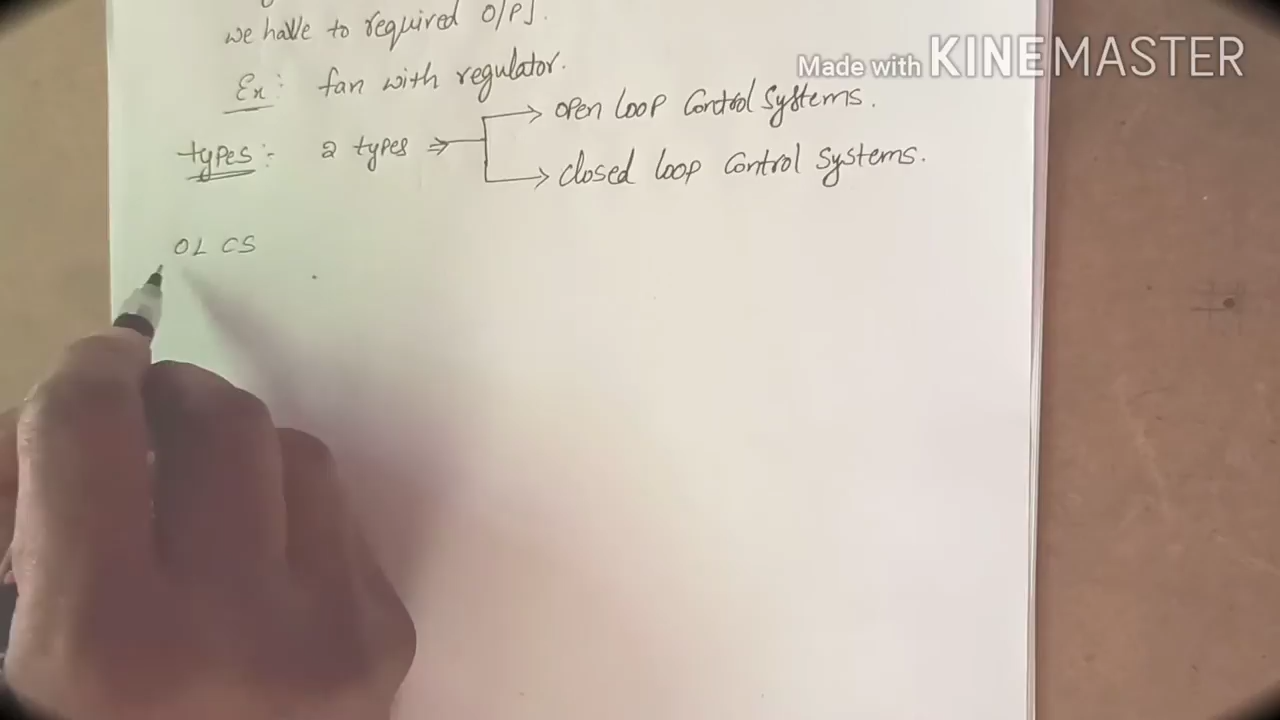 we have to required O/P].
Made with KINEMASTER
Ex: fan with regulator.
types:- 2 types ⇒ → open loop control systems.
→ closed loop control systems.
OL CS